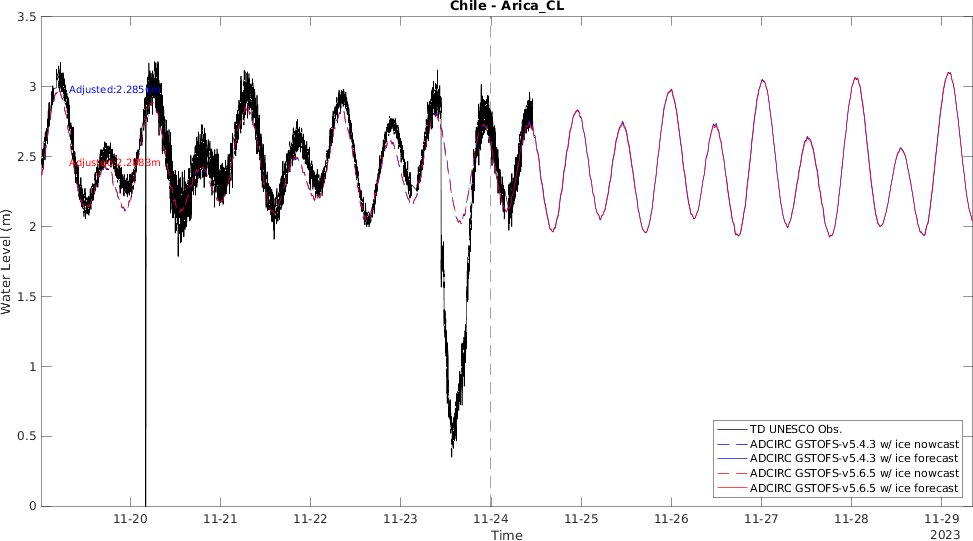 Chile - Arica_CL
3.5
3
2.5
2
1.5
1
0.5
0
Water Level (m)
Adjusted:2.285
11-20
11-21
11-22
11-23
11-24
11-25
11-26
11-27
11-28
11-29
2023
Time
TD UNESCO Obs.
ADCIRC GSTOFS-v5.4.3 w/ ice nowcast
ADCIRC GSTOFS-v5.4.3 w/ ice forecast
ADCIRC GSTOFS-v5.6.5 w/ ice nowcast
ADCIRC GSTOFS-v5.6.5 w/ ice forecast